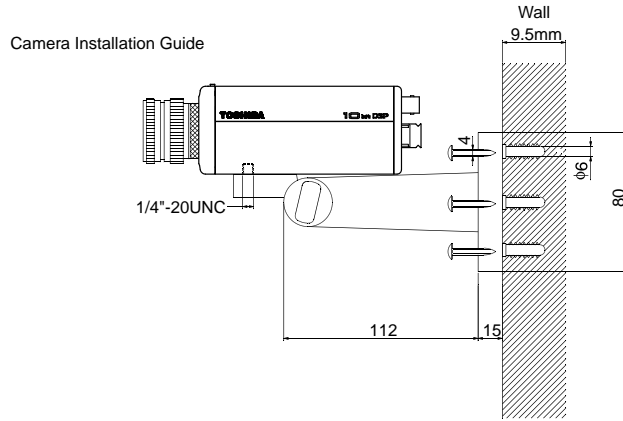 Wall
9.5mm
Camera Installation Guide
TOSHIBA
10 bit DSP
4
φ6
80
1/4"-20UNC
112
15